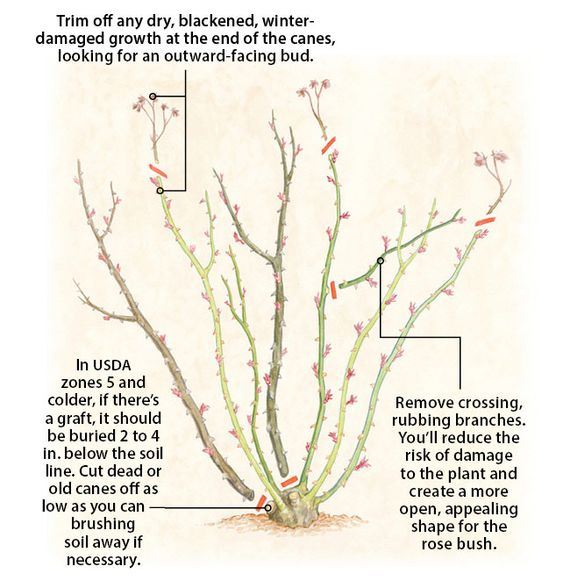 Trim off any dry, blackened, winter-
damaged growth at the end of the canes,
looking for an outward-facing bud.
In USDA
zones 5 and
colder, if there's
a graft, it should
be buried 2 to 4
in. below the soil
line. Cut dead or
old canes off as
low as you can
brushing
soil away if
necessary.
Remove crossing,
rubbing branches.
You'll reduce the
risk of damage
to the plant and
create a more
open, appealing
shape for the
rose bush.